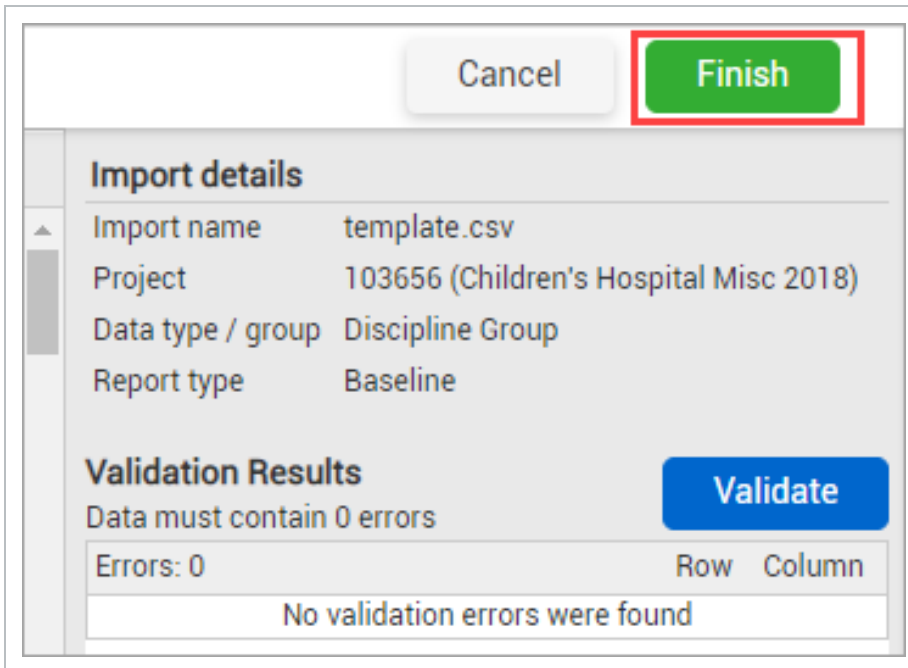 Cancel Finish
Import details
Import name template.csv
Project 103656 (Children's Hospital Misc 2018)
Data type / group Discipline Group
Report type Baseline
Validation Results
Validate
Data must contain 0 errors
Errors: 0 Row Column
No validation errors were found